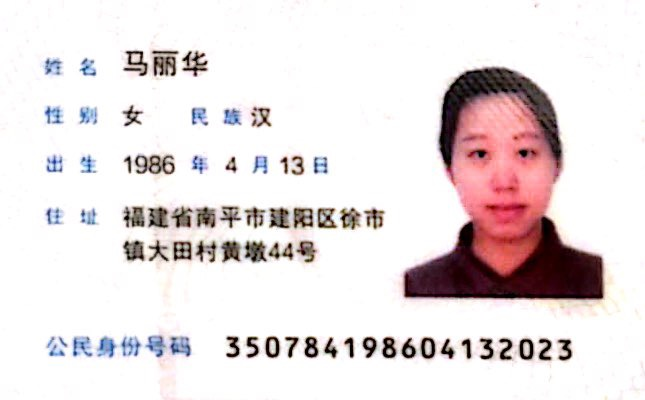 姓名 马丽华
性别 女 民族 汉
出生 1986 年 4 月 13 日
住址 福建省南平市建阳区徐市
镇大田村黄墩44号
公民身份号码 350784198604132023